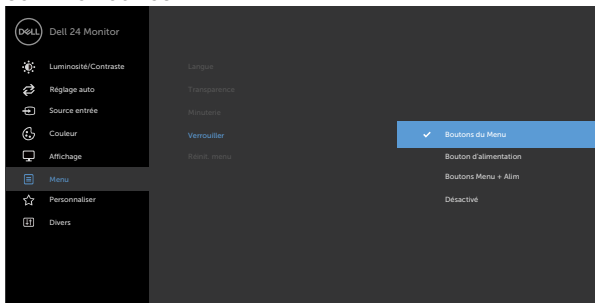 DELL
Dell 24 Monitor
Luminosité/Contraste
Réglage auto
Source entrée
Couleur
Affichage
Menu
Personnaliser
Divers
Langue
Transparence
Minuterie
Verrouiller
Réinit. menu
Boutons du Menu
Bouton d'alimentation
Boutons Menu + Alim
Désactivé